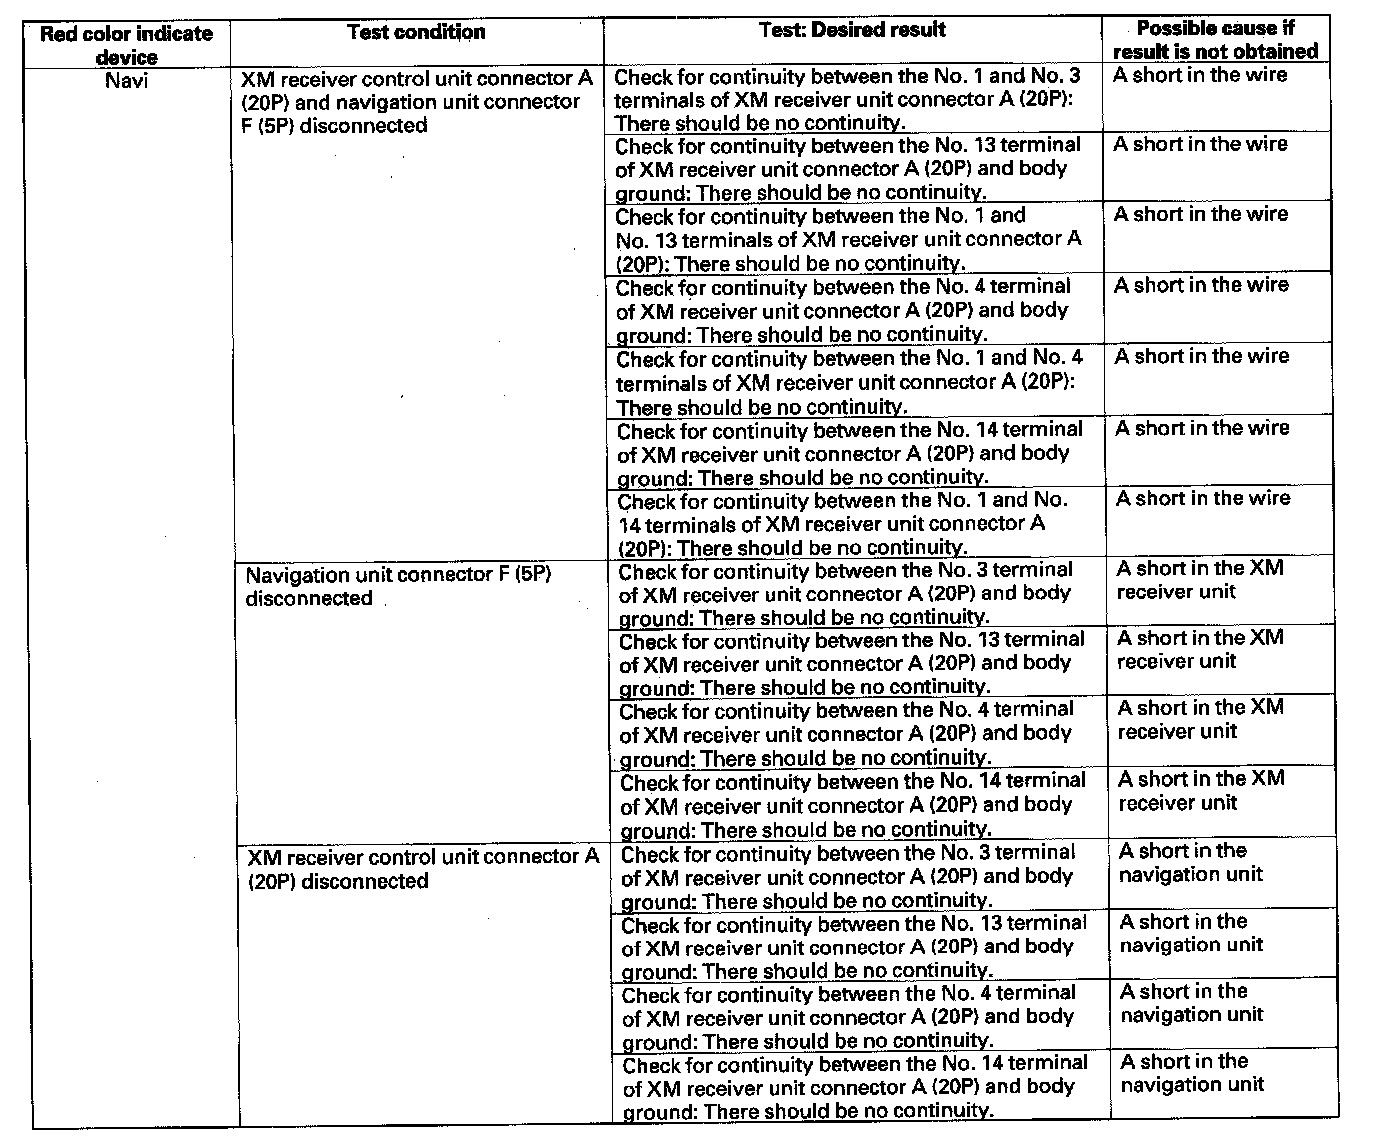 Red color indicate
device
Test condition
Test: Desired result
Possible cause if
result is not obtained
Navi
XM receiver control unit connector A
(20P) and navigation unit connector
F (5P) disconnected
Check for continuity between the No. 1 and No. 3
terminals of XM receiver unit connector A (20P):
There should be no continuity.
A short in the wire
Check for continuity between the No. 13 terminal
of XM receiver unit connector A (20P) and body
ground: There should be no continuity.
A short in the wire
Check for continuity between the No. 1 and
No. 13 terminals of XM receiver unit connector A
(20P): There should be no continuity.
A short in the wire
Check for continuity between the No. 4 terminal
of XM receiver unit connector A (20P) and body
ground: There should be no continuity.
A short in the wire
Check for continuity between the No. 1 and No. 4
terminals of XM receiver unit connector A (20P):
There should be no continuity.
A short in the wire
Check for continuity between the No. 14 terminal
of XM receiver unit connector A (20P) and body
ground: There should be no continuity.
A short in the wire
Check for continuity between the No. 1 and No.
14 terminals of XM receiver unit connector A
(20P): There should be no continuity.
A short in the wire
Navigation unit connector F (5P)
disconnected
Check for continuity between the No. 3 terminal
of XM receiver unit connector A (20P) and body
ground: There should be no continuity.
A short in the XM
receiver unit
Check for continuity between the No. 13 terminal
of XM receiver unit connector A (20P) and body
ground: There should be no continuity.
A short in the XM
receiver unit
Check for continuity between the No. 4 terminal
of XM receiver unit connector A (20P) and body
ground: There should be no continuity.
A short in the XM
receiver unit
Check for continuity between the No. 14 terminal
of XM receiver unit connector A (20P) and body
ground: There should be no continuity.
A short in the XM
receiver unit
XM receiver control unit connector A
(20P) disconnected
Check for continuity between the No. 3 terminal
of XM receiver unit connector A (20P) and body
ground: There should be no continuity.
A short in the
navigation unit
Check for continuity between the No. 13 terminal
of XM receiver unit connector A (20P) and body
ground: There should be no continuity.
A short in the
navigation unit
Check for continuity between the No. 4 terminal
of XM receiver unit connector A (20P) and body
ground: There should be no continuity.
A short in the
navigation unit
Check for continuity between the No. 14 terminal
of XM receiver unit connector A (20P) and body
ground: There should be no continuity.
A short in the
navigation unit